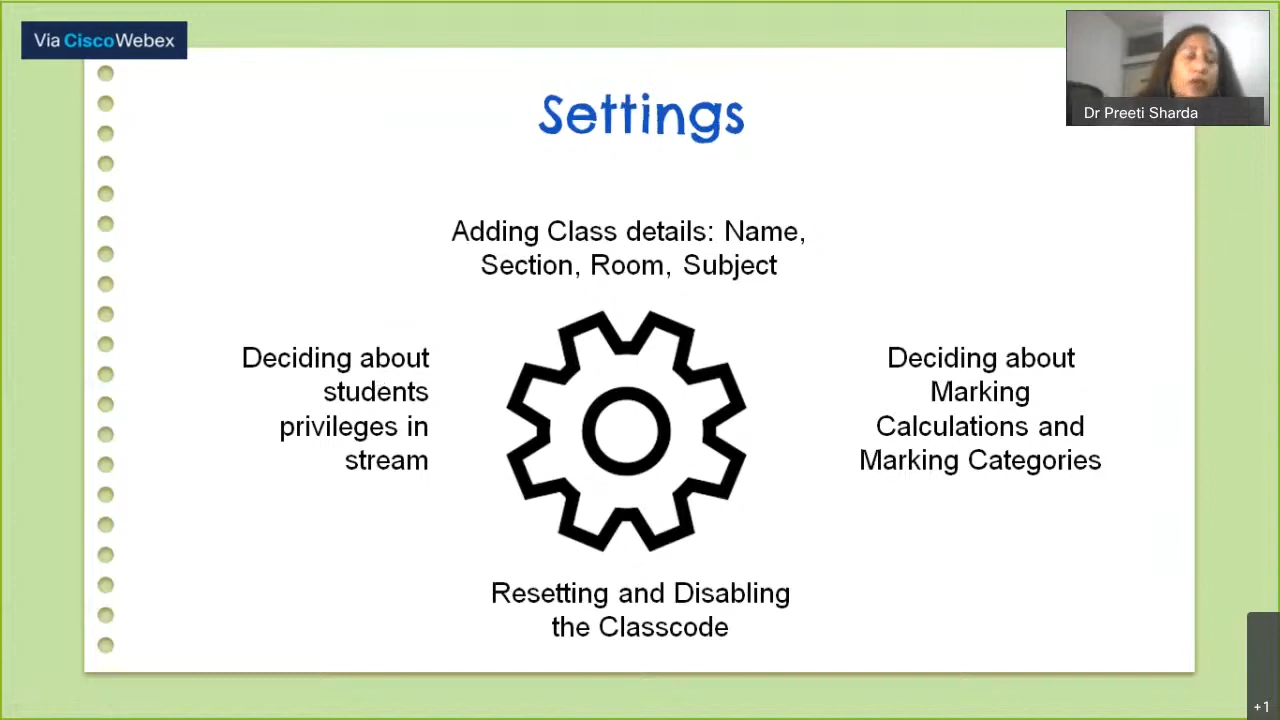 Via CiscoWebex
Dr Preeti Sharda
Settings
Adding Class details: Name,
Section, Room, Subject
Deciding about
students
privileges in
stream
Deciding about
Marking
Calculations and
Marking Categories
Resetting and Disabling
the Classcode
+1